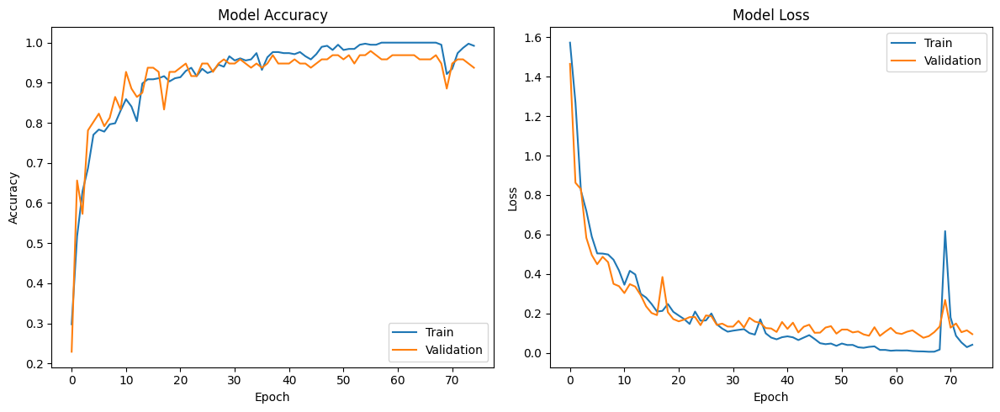 Model Accuracy
1.0
0.9
0.8
0.7
0.6
0.5
0.4
0.3
0.2
Accuracy
0 10 20 30 40 50 60 70
Epoch
Train
Validation
Model Loss
1.6
1.4
1.2
1.0
0.8
0.6
0.4
0.2
0.0
Loss
0 10 20 30 40 50 60 70
Epoch
Train
Validation